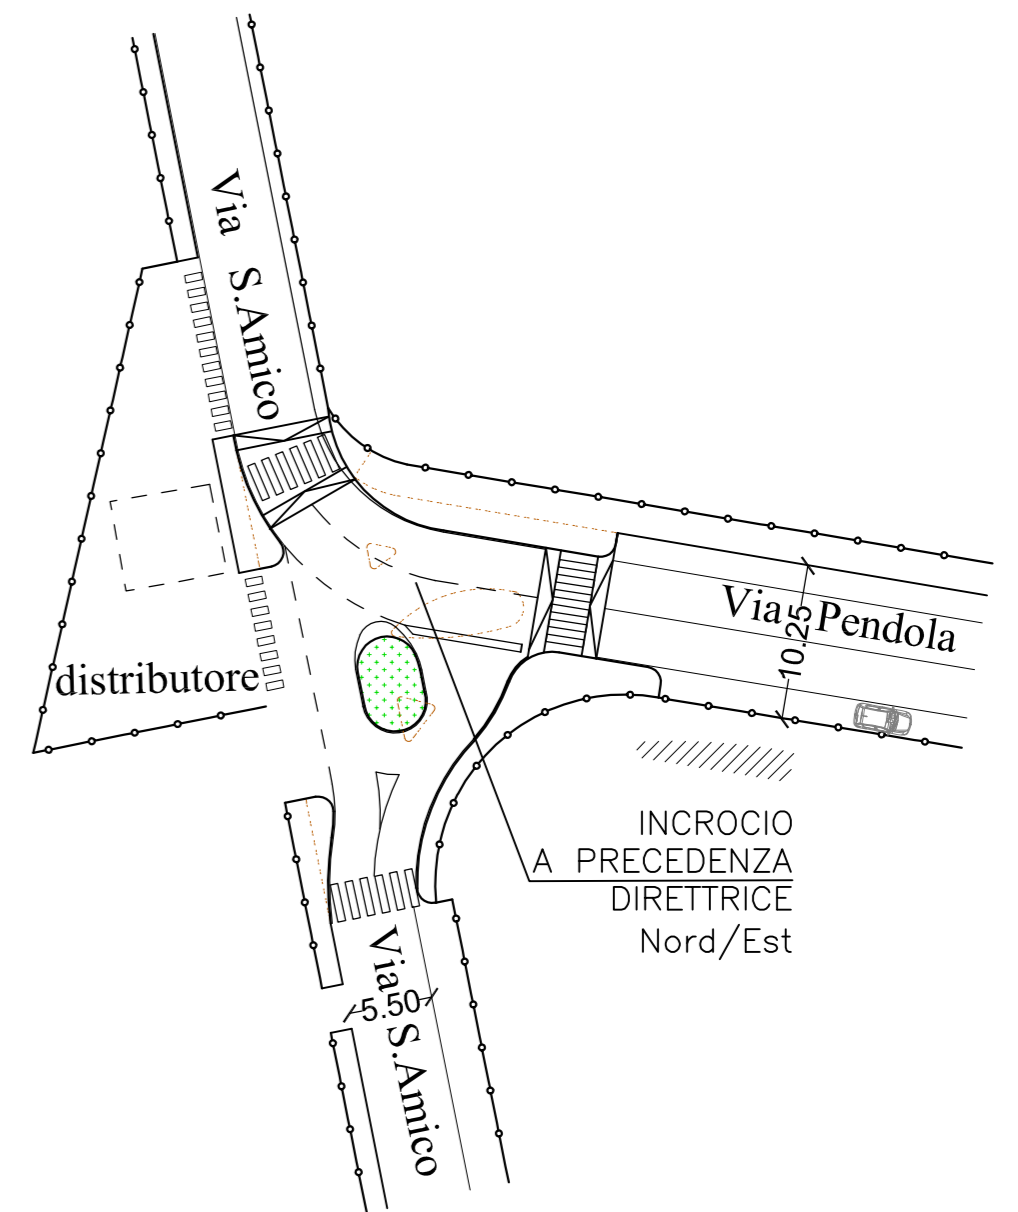 Via S.Amico
Via Pendola
10.25
distributore
INCROCIO
A PRECEDENZA
DIRETTRICE
Nord/Est
Via S.Amico
5.50